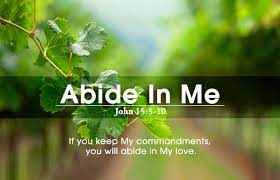 Abide In Me
John 15:5-10
If you keep My commandments,
you will abide in My love.